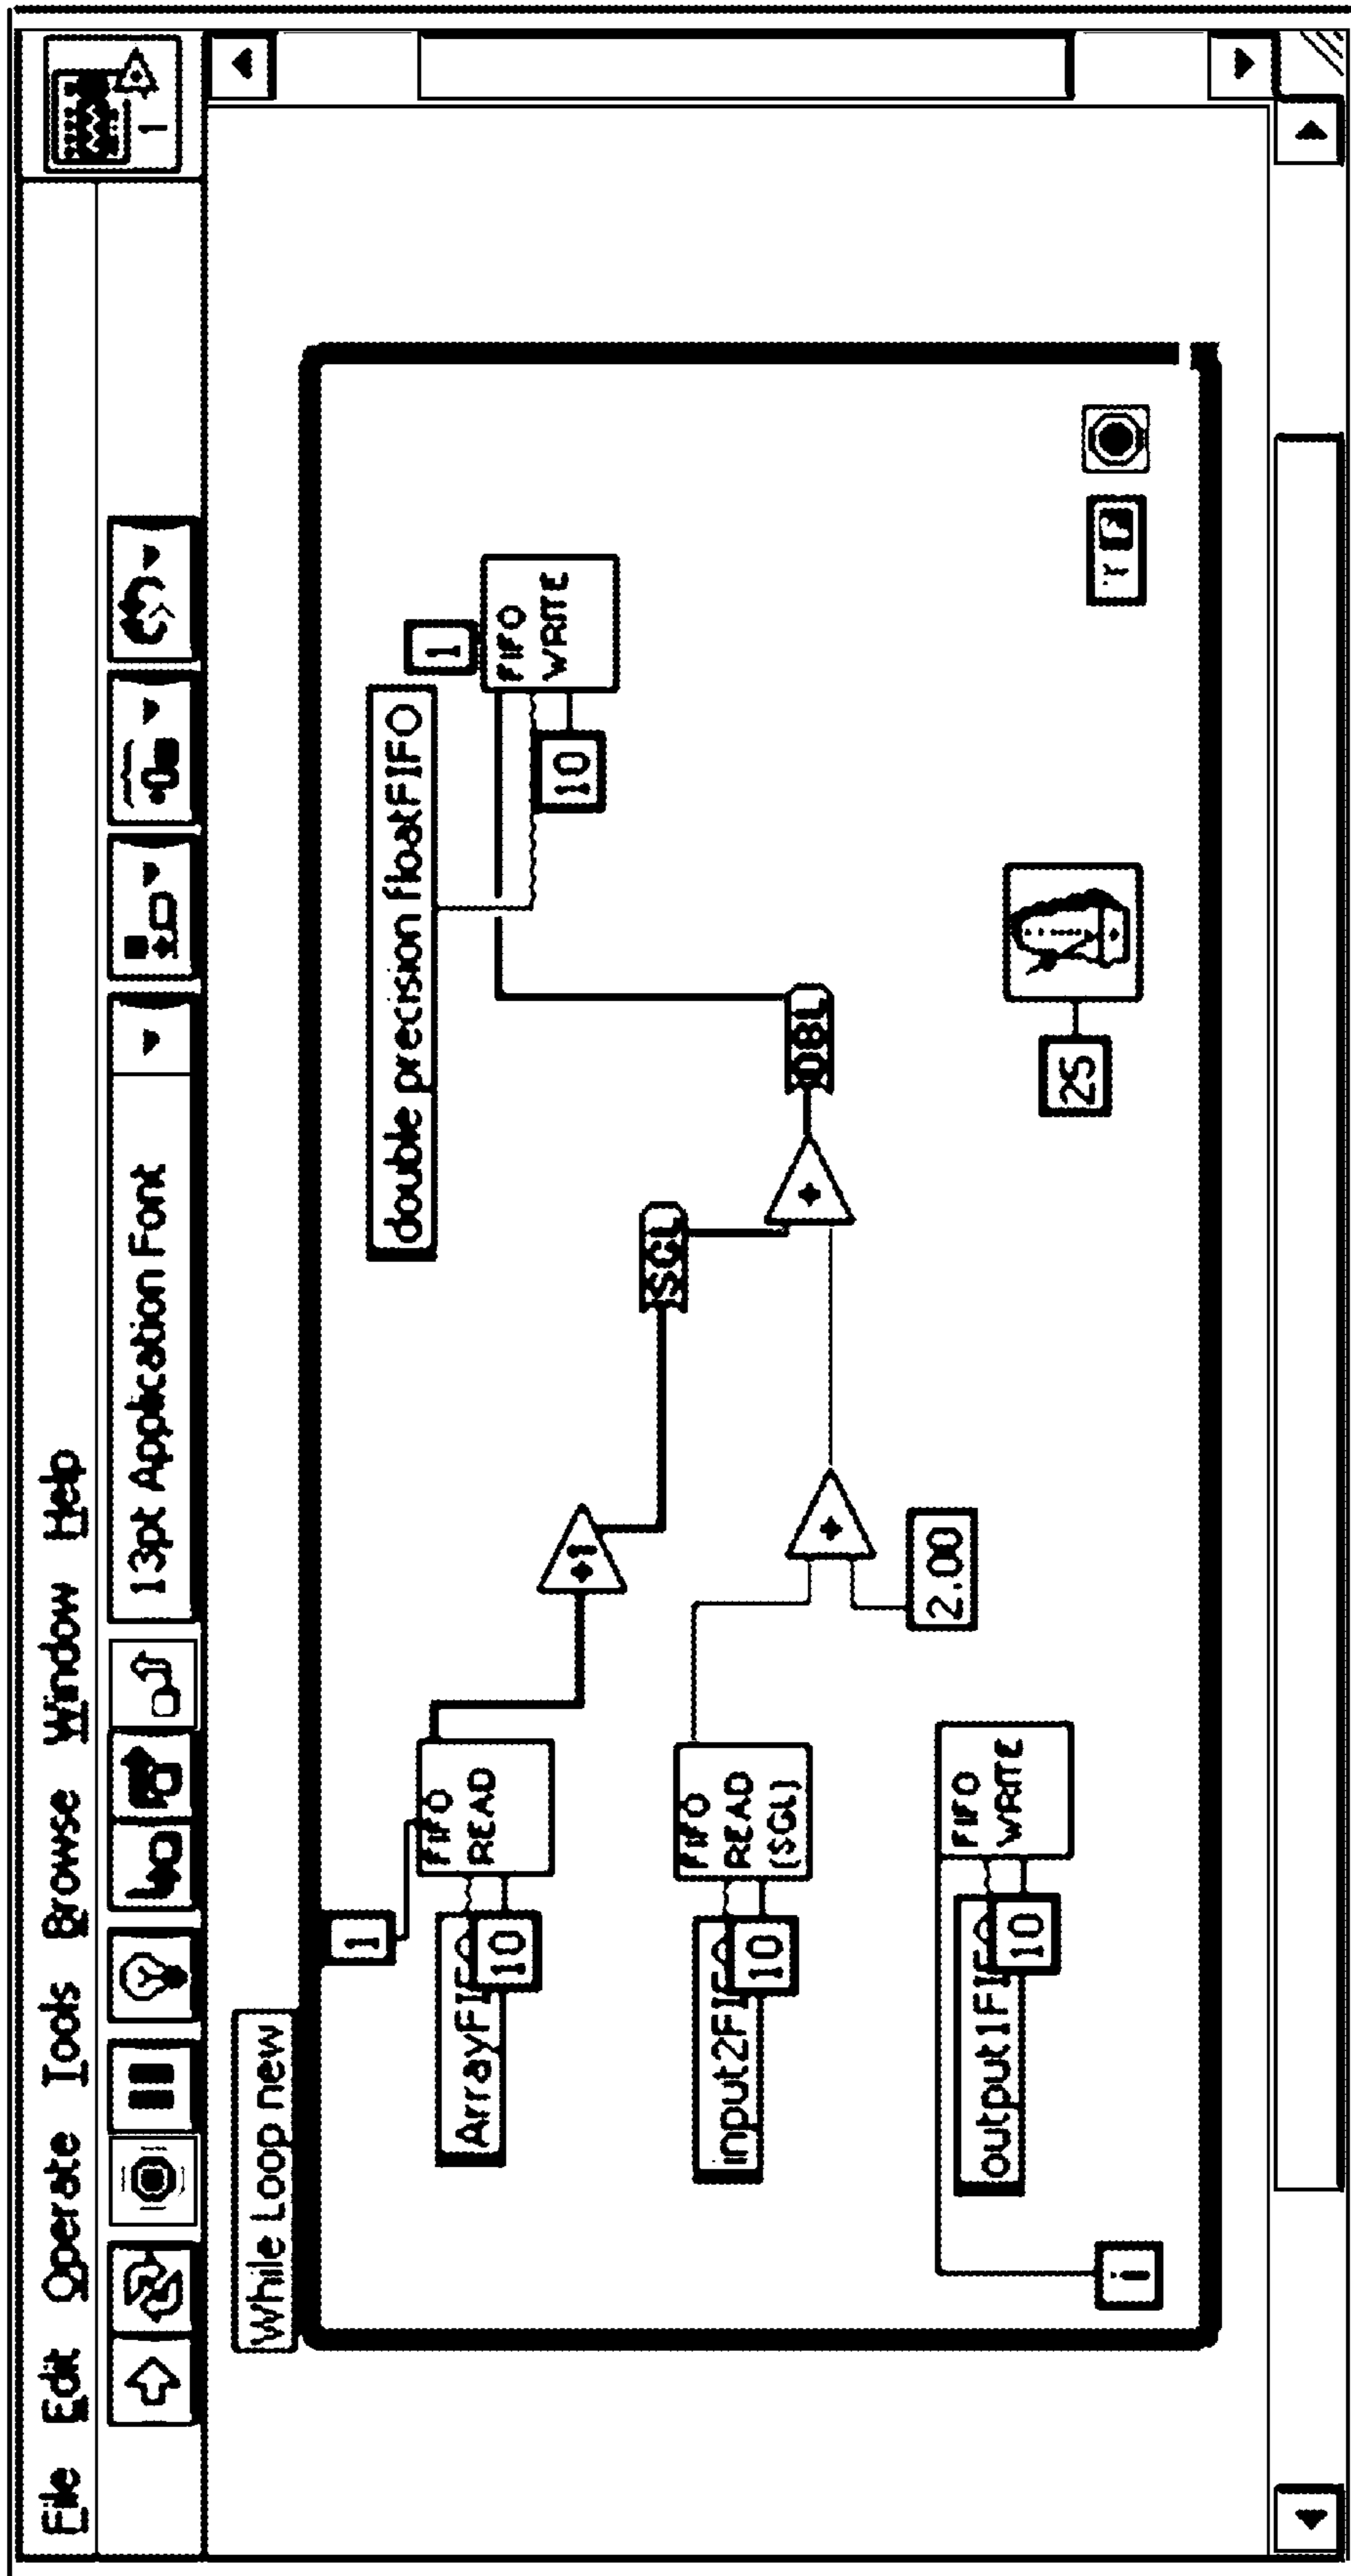 File Edit Operate Tools Browse Window Help
13pt Application Font
1
While Loop new
1
ArrayFIFO
10
FIFO
READ
+1
SGL
double precision floatFIFO
1
10
FIFO
WRITE
input2FIFO
10
FIFO
READ
(SGL)
2.00
+
+
DBL
output1FIFO
10
FIFO
WRITE
25
i
F